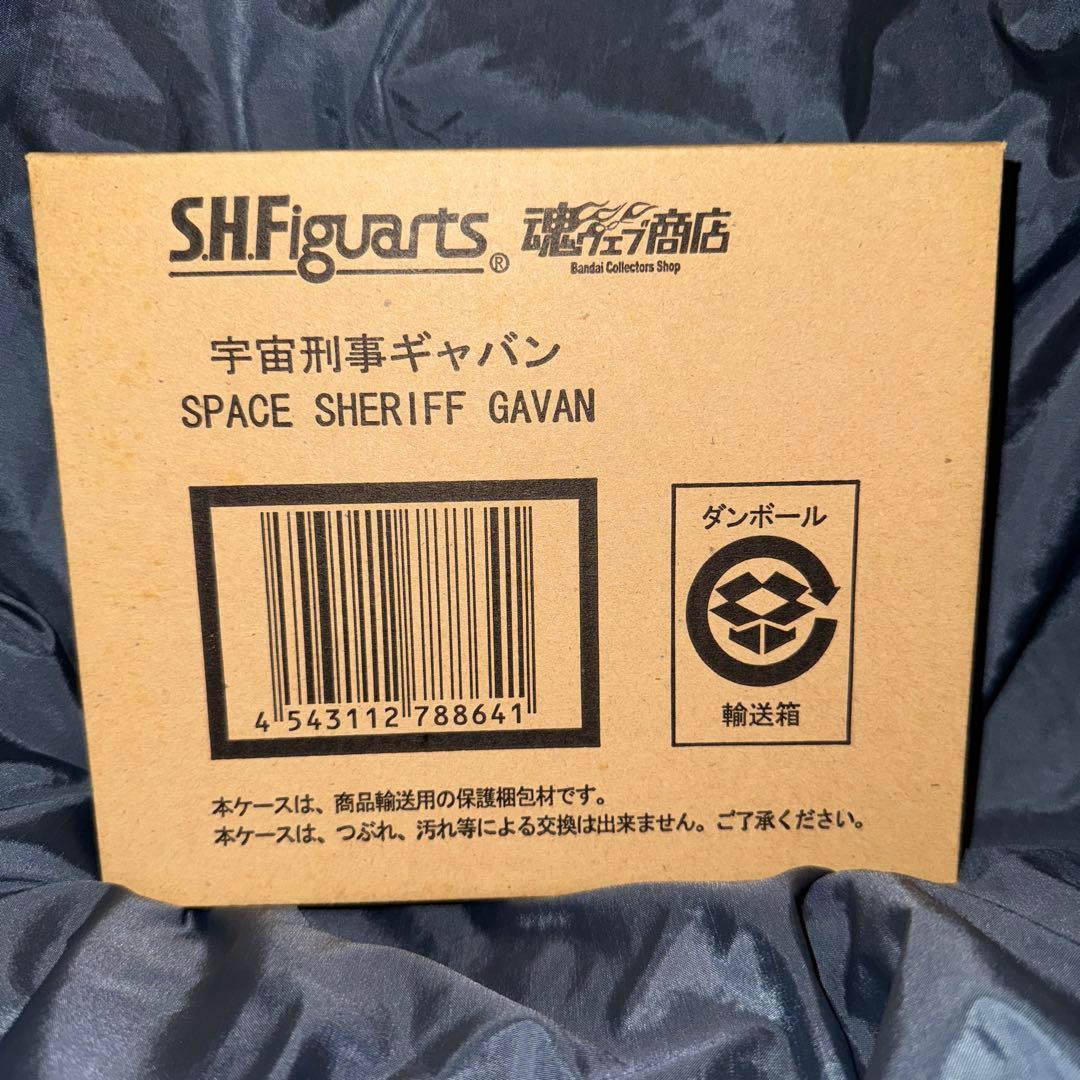 S.H.Figuarts® 魂ウェブ商店
Bandai Collectors Shop
宇宙刑事ギャバン
SPACE SHERIFF GAVAN
4 543112 788641
ダンボール
輸送箱
本ケースは、商品輸送用の保護梱包材です。
本ケースは、つぶれ、汚れ等による交換は出来ません。ご了承ください。